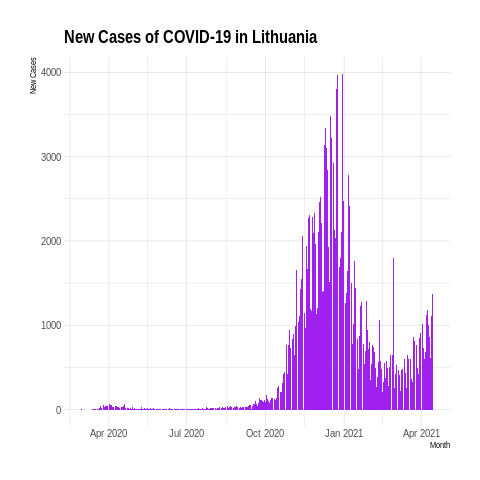 New Cases of COVID-19 in Lithuania
New Cases
4000
3000
2000
1000
0
Apr 2020 Jul 2020 Oct 2020 Jan 2021 Apr 2021
Month